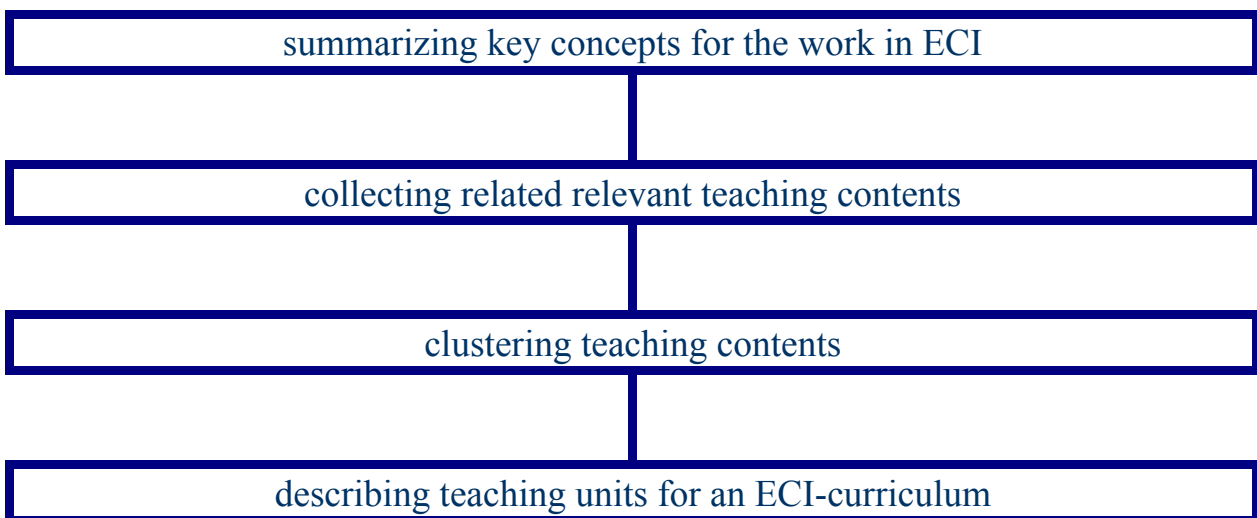 summarizing key concepts for the work in ECI
collecting related relevant teaching contents
clustering teaching contents
describing teaching units for an ECI-curriculum